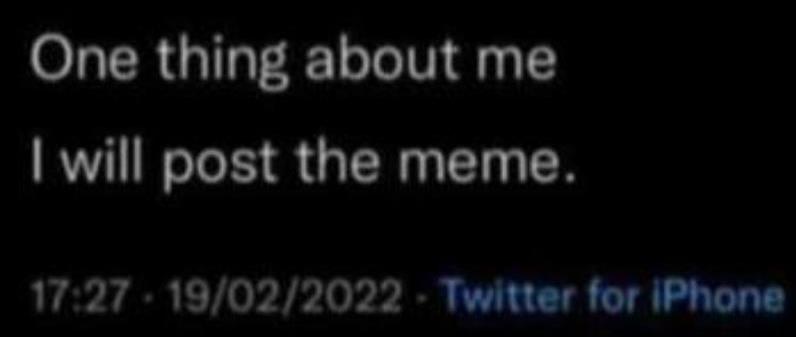 One thing about me
I will post the meme.
17:27 · 19/02/2022 · Twitter for iPhone